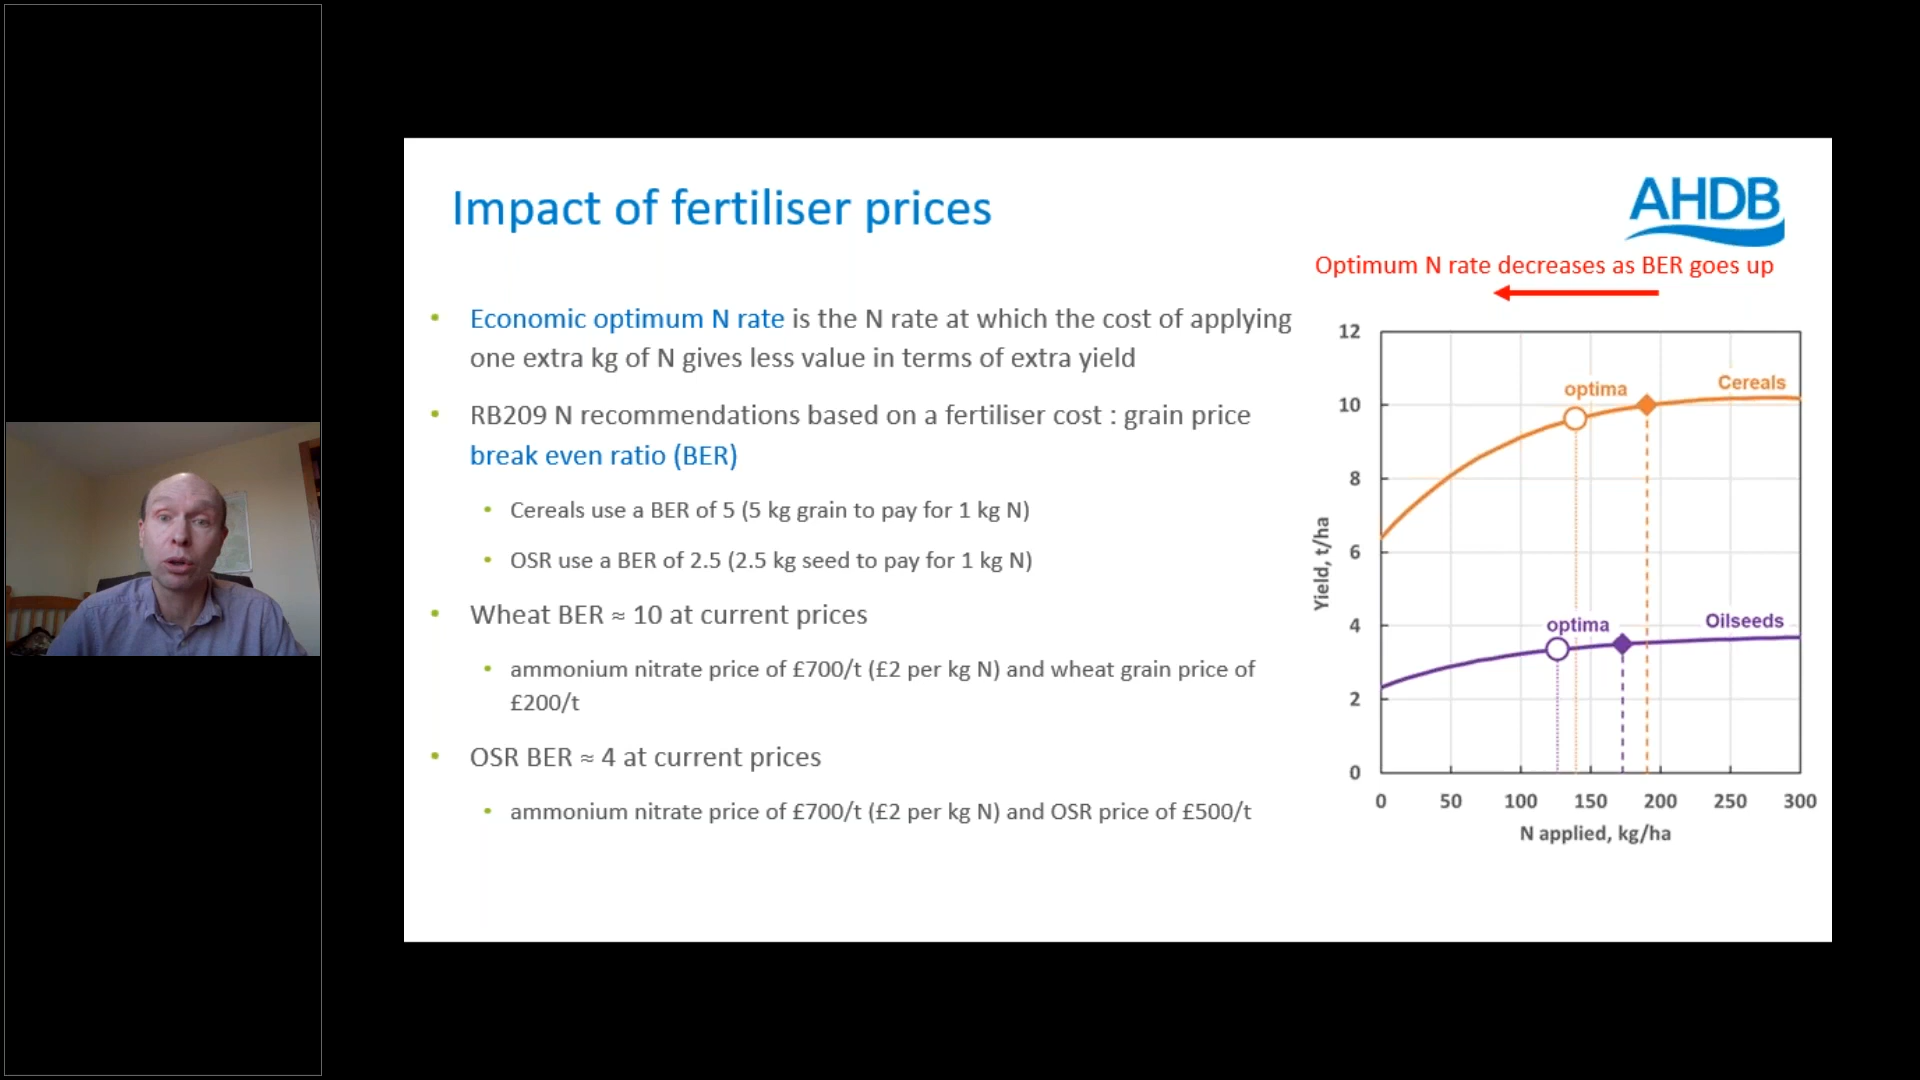 Impact of fertiliser prices
AHDB
Optimum N rate decreases as BER goes up
• Economic optimum N rate is the N rate at which the cost of applying
one extra kg of N gives less value in terms of extra yield
• RB209 N recommendations based on a fertiliser cost : grain price
break even ratio (BER)
• Cereals use a BER of 5 (5 kg grain to pay for 1 kg N)
• OSR use a BER of 2.5 (2.5 kg seed to pay for 1 kg N)
• Wheat BER ≈ 10 at current prices
• ammonium nitrate price of £700/t (£2 per kg N) and wheat grain price of
£200/t
• OSR BER ≈ 4 at current prices
• ammonium nitrate price of £700/t (£2 per kg N) and OSR price of £500/t
Yield, t/ha
12
10
8
6
4
2
0
optima
Cereals
optima
Oilseeds
0 50 100 150 200 250 300
N applied, kg/ha